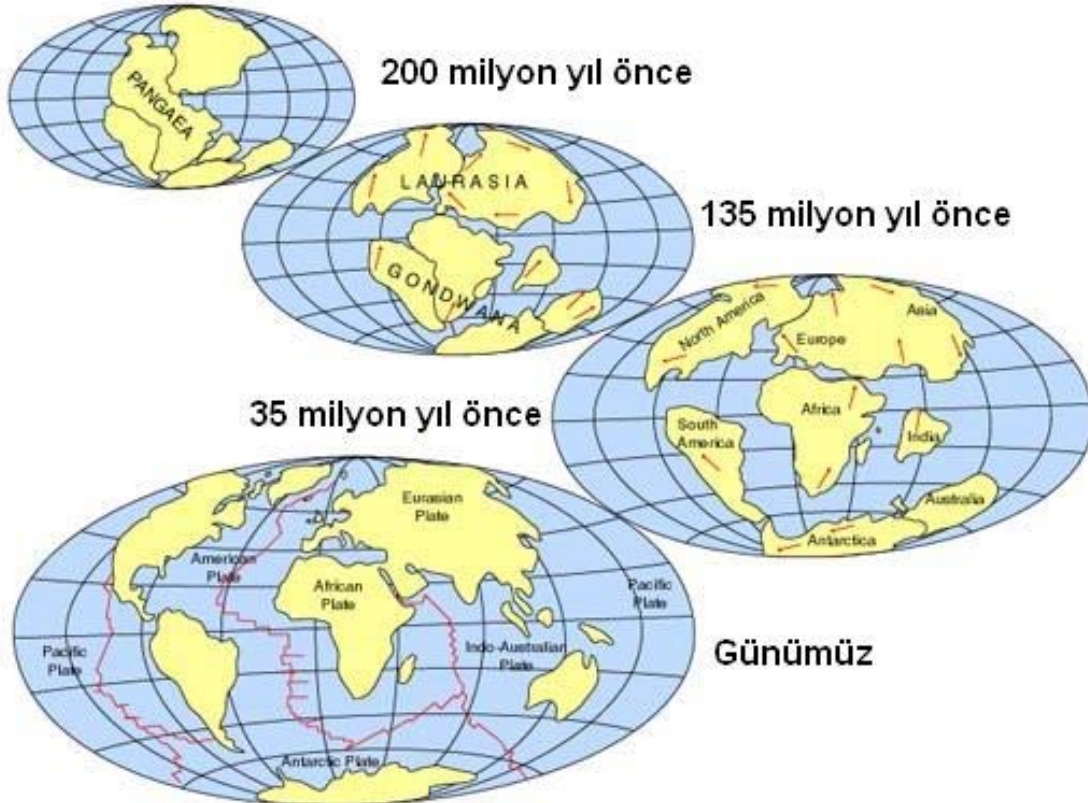 200 milyon yıl önce
PANGAEA
LAURASIA
GONDWANA
135 milyon yıl önce
North America
Asia
Europe
Africa
South
America
India
Australia
Antarctica
35 milyon yıl önce
Eurasian
Plate
American
Plate
African
Plate
Pacific
Plate
Pacific
Plate
Indo-Australian
Plate
Antarctic Plate
Günümüz